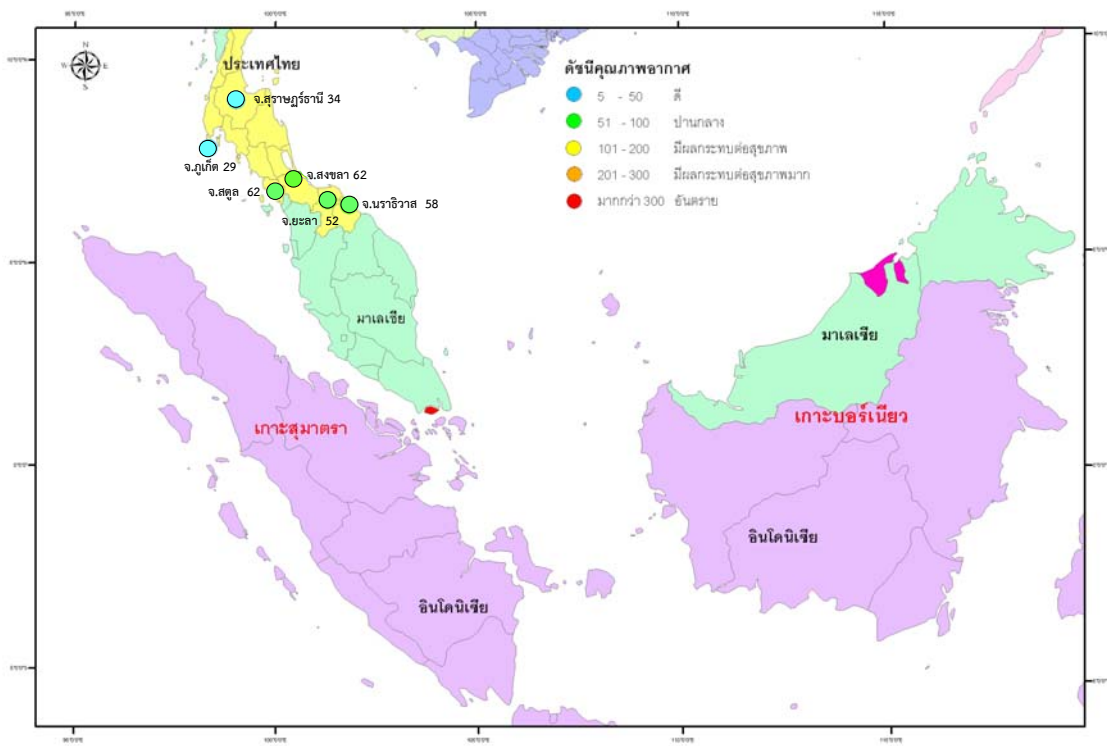 N
W
E
S
ประเทศไทย
จ.สุราษฎร์ธานี 34
จ.ภูเก็ต 29
จ.สงขลา 62
จ.สตูล 62
จ.นราธิวาส 58
จ.ยะลา 52
ดัชนีคุณภาพอากาศ
5 - 50 ดี
51 - 100 ปานกลาง
101 - 200 มีผลกระทบต่อสุขภาพ
201 - 300 มีผลกระทบต่อสุขภาพมาก
มากกว่า 300 อันตราย
มาเลเซีย
มาเลเซีย
เกาะสุมาตรา
เกาะบอร์เนียว
อินโดนิเซีย
อินโดนิเซีย